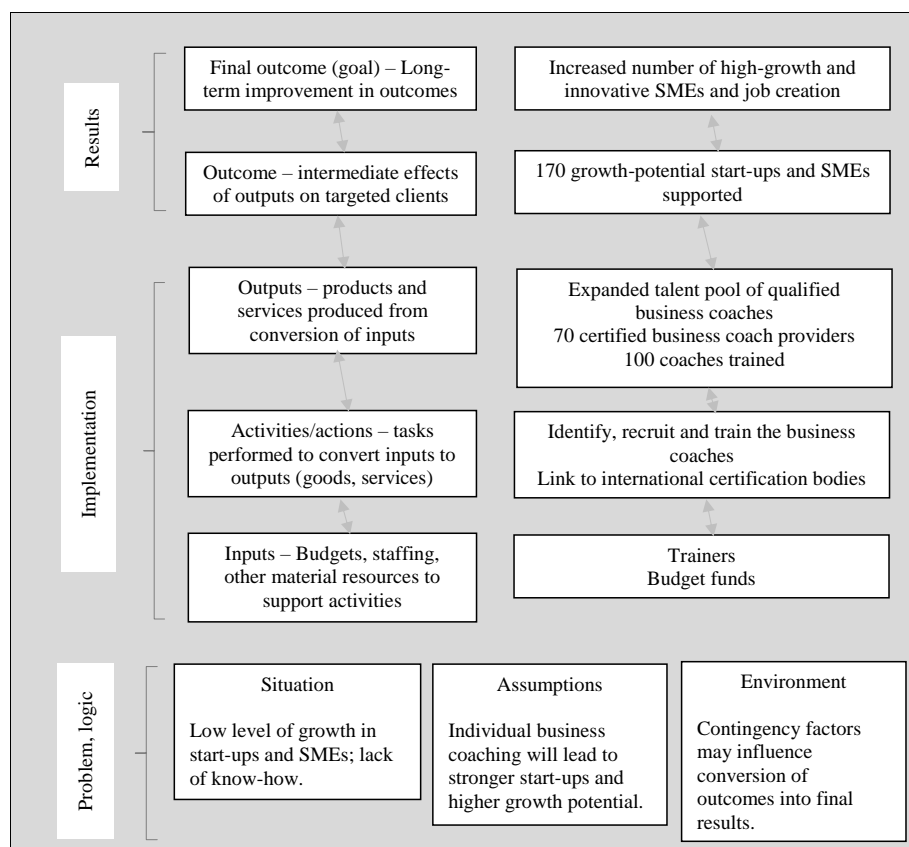 Results
Final outcome (goal) – Long-
term improvement in outcomes
Increased number of high-growth and
innovative SMEs and job creation
Outcome – intermediate effects
of outputs on targeted clients
170 growth-potential start-ups and SMEs
supported
Implementation
Outputs – products and
services produced from
conversion of inputs
Expanded talent pool of qualified
business coaches
70 certified business coach providers
100 coaches trained
Activities/actions – tasks
performed to convert inputs to
outputs (goods, services)
Identify, recruit and train the business
coaches
Link to international certification bodies
Inputs – Budgets, staffing,
other material resources to
support activities
Trainers
Budget funds
Problem, logic
Situation
Low level of growth in
start-ups and SMEs; lack
of know-how.
Assumptions
Individual business
coaching will lead to
stronger start-ups and
higher growth potential.
Environment
Contingency factors
may influence
conversion of
outcomes into final
results.